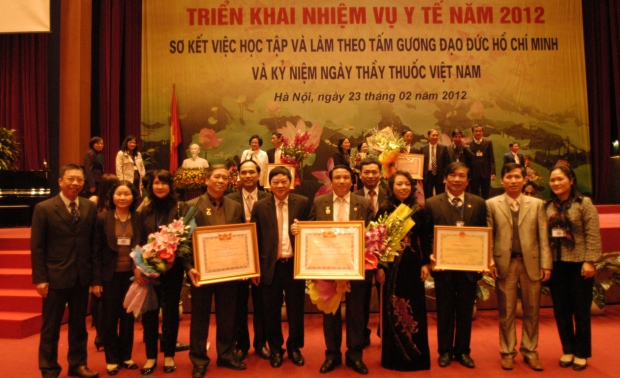 TRIỂN KHAI NHIỆM VỤ Y TẾ NĂM 2012
SƠ KẾT VIỆC HỌC TẬP VÀ LÀM THEO TẤM GƯƠNG ĐẠO ĐỨC HỒ CHÍ MINH
VÀ KỶ NIỆM NGÀY THẦY THUỐC VIỆT NAM
Hà Nội, ngày 23 tháng 02 năm 2012